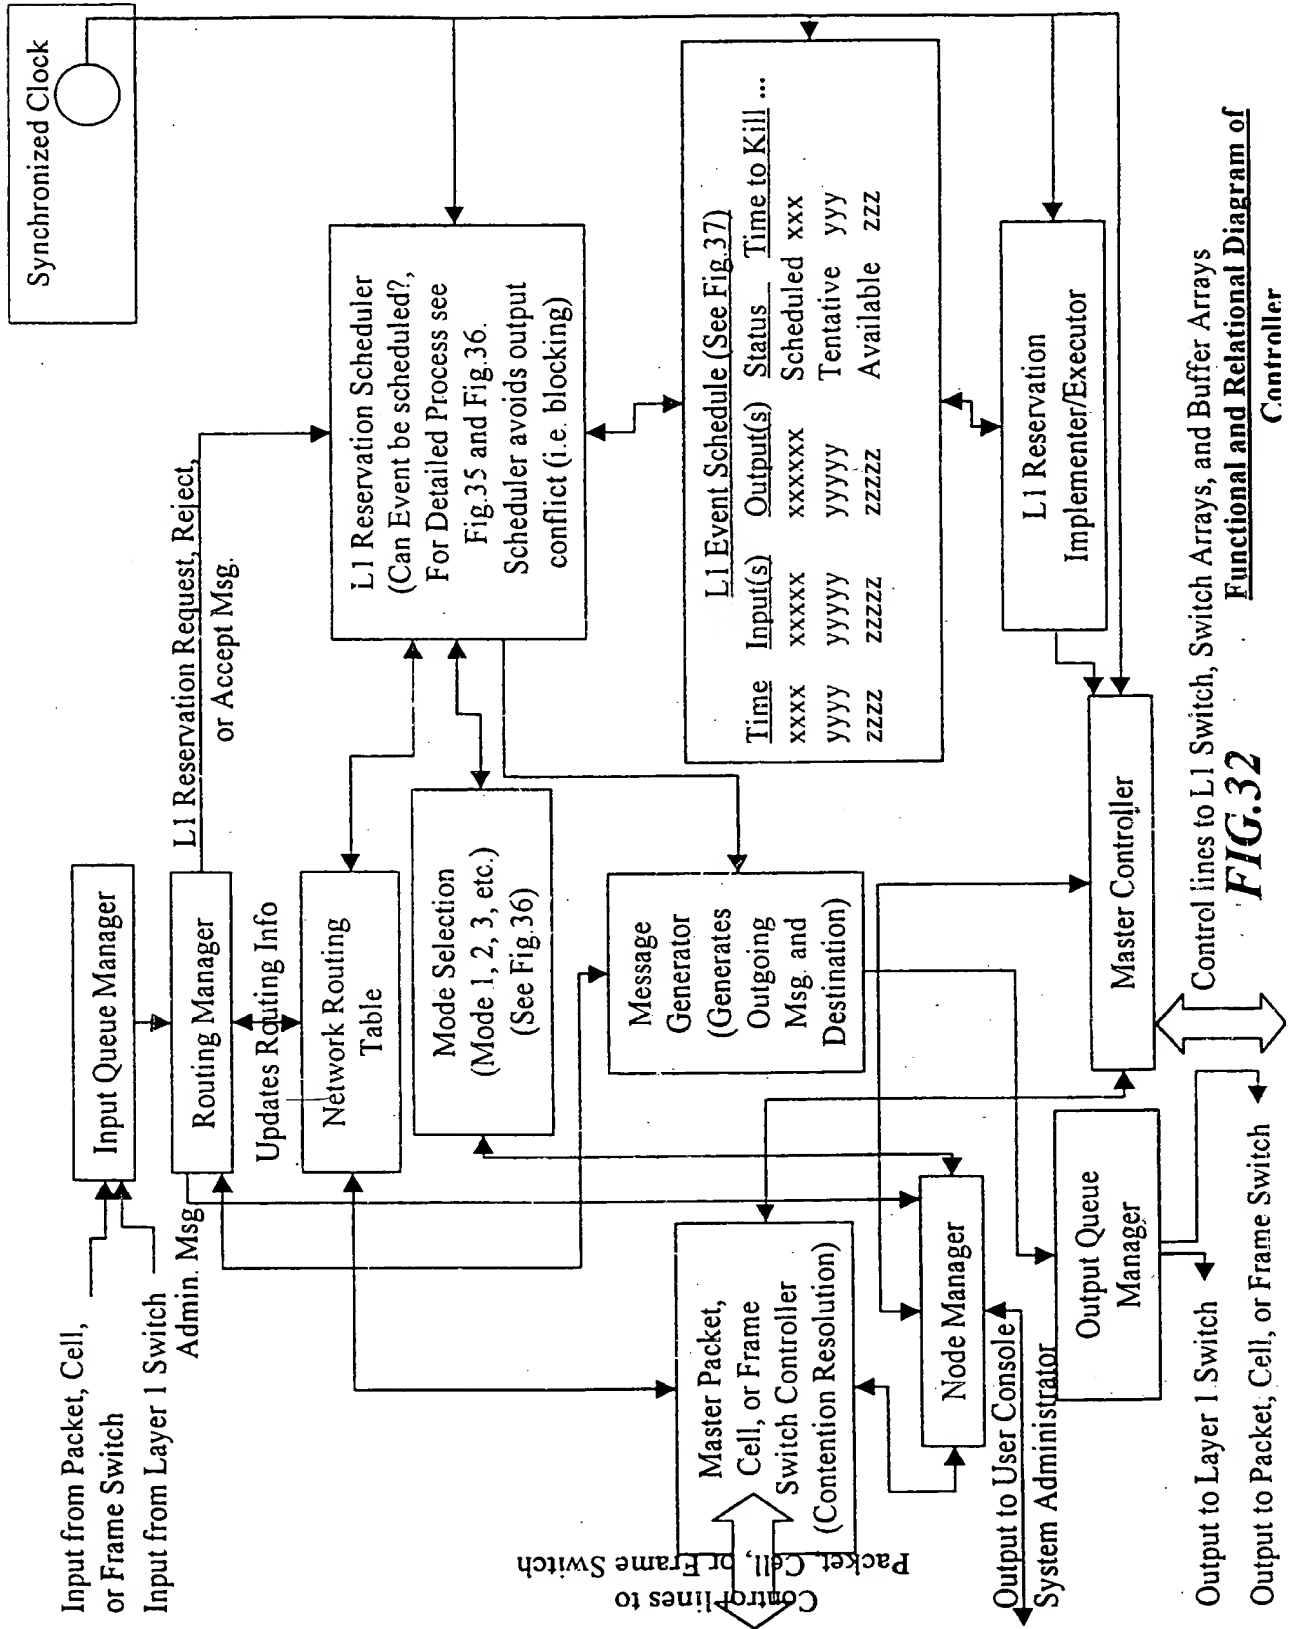 Input from Packet, Cell,
or Frame Switch
Input from Layer 1 Switch
Input Queue Manager
Synchronized Clock
Routing Manager
L1 Reservation Request, Reject,
or Accept Msg.
Admin. Msg
Updates Routing Info
Network Routing
Table
L1 Reservation Scheduler
(Can Event be scheduled?,
For Detailed Process see
Fig.35 and Fig.36.
Scheduler avoids output
conflict (i.e. blocking)
Mode Selection
(Mode 1, 2, 3, etc.)
(See Fig.36)
Message
Generator
(Generates
Outgoing
Msg. and
Destination)
L1 Event Schedule (See Fig.37)
Time Input(s) Output(s) Status Time to Kill ...
xxxx xxxxx xxxxxx Scheduled xxx
yyyy yyyyy yyyyy Tentative yyy
zzzz zzzzz zzzzz Available zzz
Master Packet,
Cell, or Frame
Switch Controller
(Contention Resolution)
Control lines to
Packet, Cell, or Frame Switch
Node Manager
Output to User Console
System Administrator
L1 Reservation
Implementer/Executor
Output Queue
Manager
Master Controller
Output to Layer 1 Switch
Output to Packet, Cell, or Frame Switch
Control lines to L1 Switch, Switch Arrays, and Buffer Arrays
FIG.32
Functional and Relational Diagram of
Controller